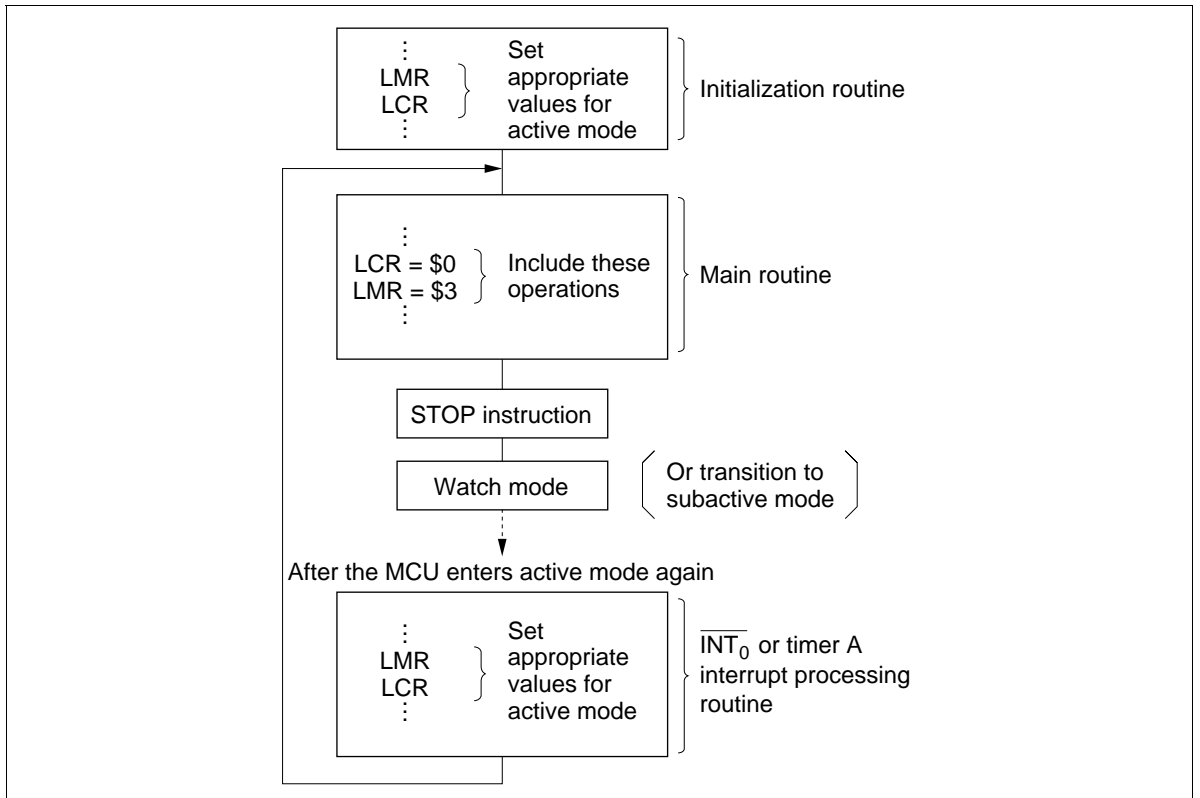 ⋮
LMR
LCR
⋮
Set
appropriate
values for
active mode
Initialization routine
⋮
LCR = $0
LMR = $3
⋮
Include these
operations
Main routine
STOP instruction
Watch mode
Or transition to
subactive mode
After the MCU enters active mode again
⋮
LMR
LCR
⋮
Set
appropriate
values for
active mode
I̅N̅T̅₀ or timer A
interrupt processing
routine